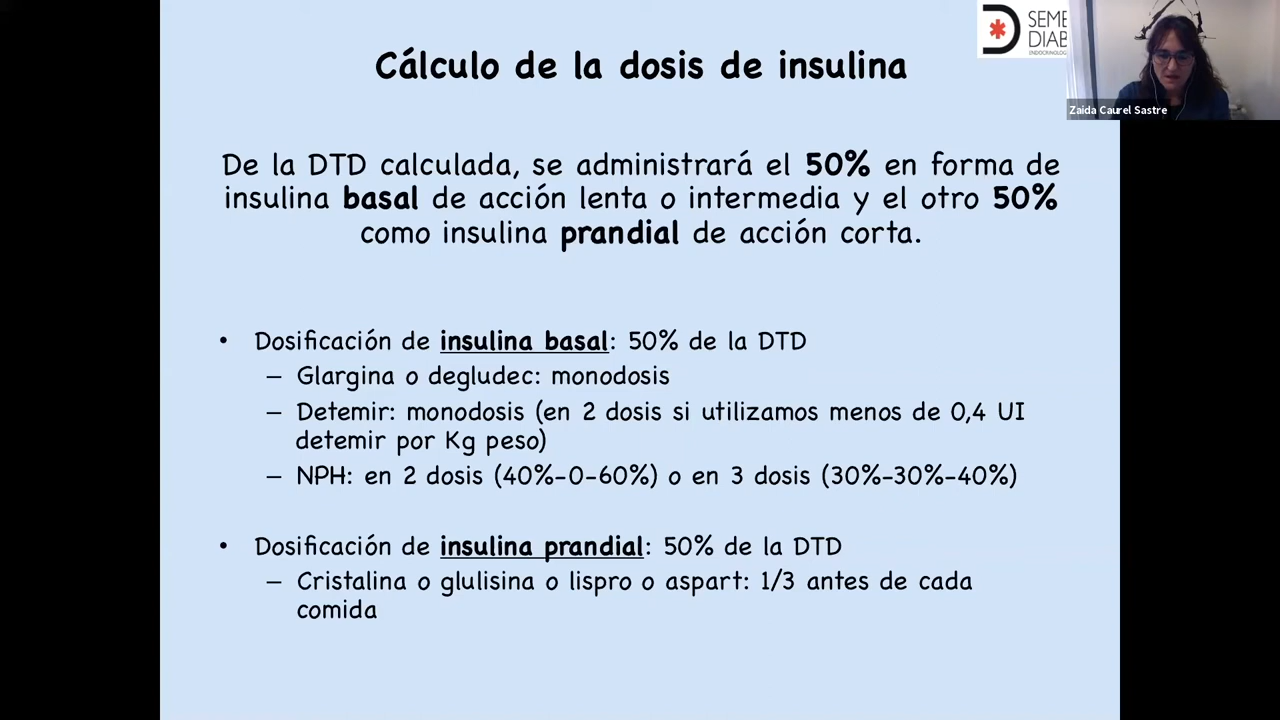 Cálculo de la dosis de insulina
SEME
DIAB
Zaida Caurel Sastre
De la DTD calculada, se administrará el 50% en forma de
insulina basal de acción lenta o intermedia y el otro 50%
como insulina prandial de acción corta.
• Dosificación de insulina basal: 50% de la DTD
– Glargina o degludec: monodosis
– Detemir: monodosis (en 2 dosis si utilizamos menos de 0,4 UI
detemir por Kg peso)
– NPH: en 2 dosis (40%-0-60%) o en 3 dosis (30%-30%-40%)
• Dosificación de insulina prandial: 50% de la DTD
– Cristalina o glulisina o lispro o aspart: 1/3 antes de cada
comida